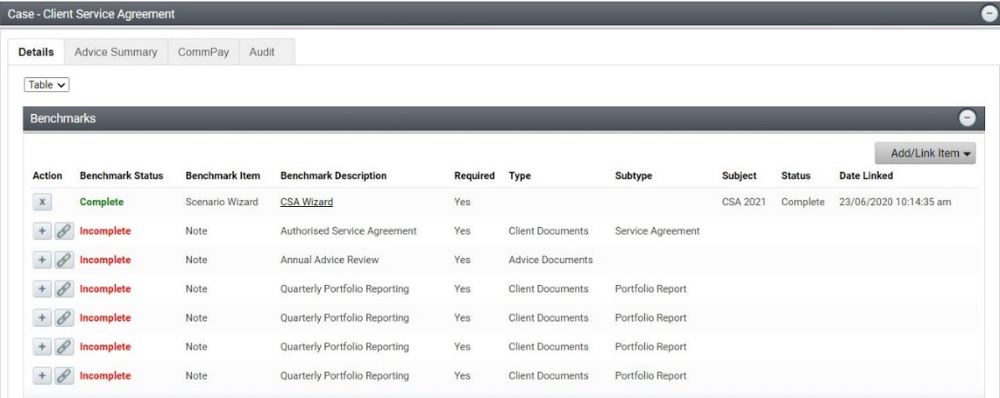 Case - Client Service Agreement
Details Advice Summary CommPay Audit
Table
Benchmarks
Add/Link Item
Action Benchmark Status Benchmark Item Benchmark Description Required Type Subtype Subject Status Date Linked
x Complete Scenario Wizard CSA Wizard Yes CSA 2021 Complete 23/06/2020 10:14:35 am
+ Incomplete Note Authorised Service Agreement Yes Client Documents Service Agreement
+ Incomplete Note Annual Advice Review Yes Advice Documents
+ Incomplete Note Quarterly Portfolio Reporting Yes Client Documents Portfolio Report
+ Incomplete Note Quarterly Portfolio Reporting Yes Client Documents Portfolio Report
+ Incomplete Note Quarterly Portfolio Reporting Yes Client Documents Portfolio Report
+ Incomplete Note Quarterly Portfolio Reporting Yes Client Documents Portfolio Report